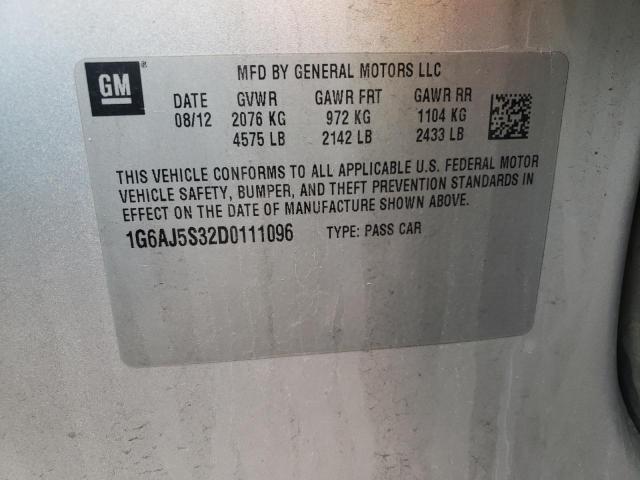 GM
MFD BY GENERAL MOTORS LLC
DATE GVWR GAWR FRT GAWR RR
08/12 2076 KG 972 KG 1104 KG
4575 LB 2142 LB 2433 LB
THIS VEHICLE CONFORMS TO ALL APPLICABLE U.S. FEDERAL MOTOR
VEHICLE SAFETY, BUMPER, AND THEFT PREVENTION STANDARDS IN
EFFECT ON THE DATE OF MANUFACTURE SHOWN ABOVE.
1G6AJ5S32D0111096 TYPE: PASS CAR